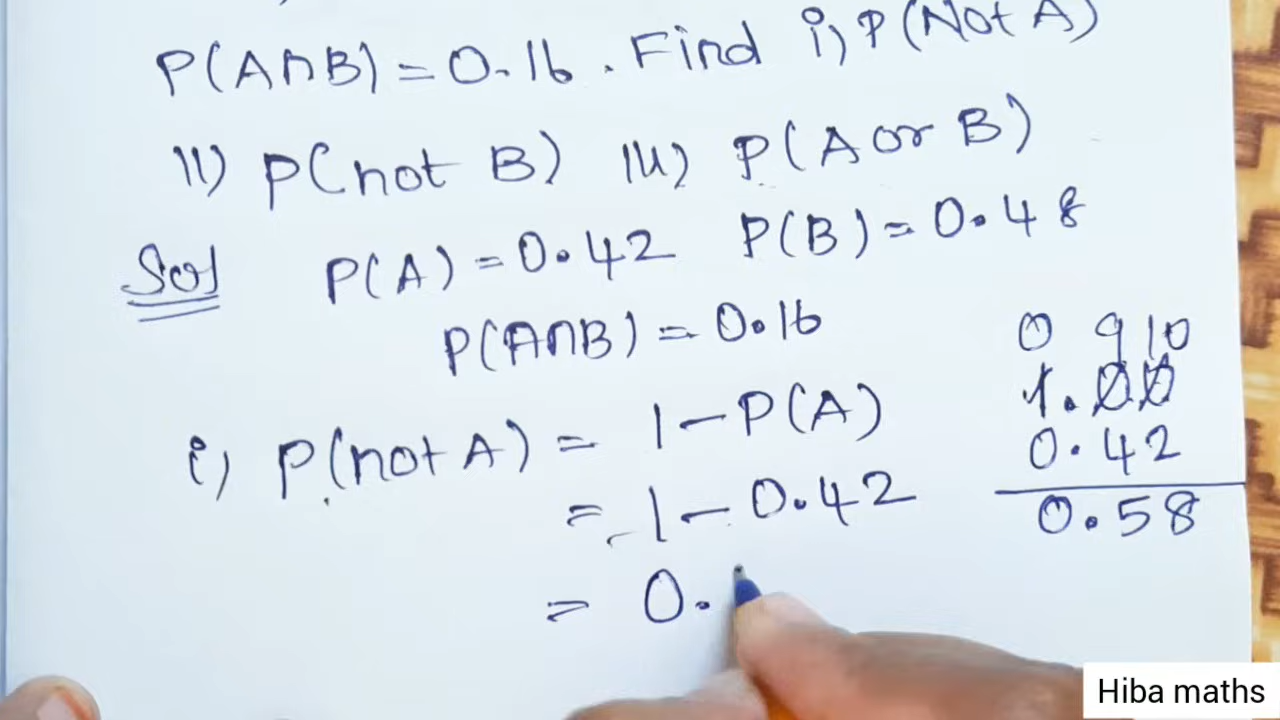 P(A∩B) = 0.16. Find i) P(Not A)
ii) P(not B) iii) P(A or B)
Sol P(A) = 0.42 P(B) = 0.48
P(A∩B) = 0.16
i) P(not A) = 1 - P(A)
= 1 - 0.42
= 0.
0 9 10
1.00
0.42
0.58
Hiba maths